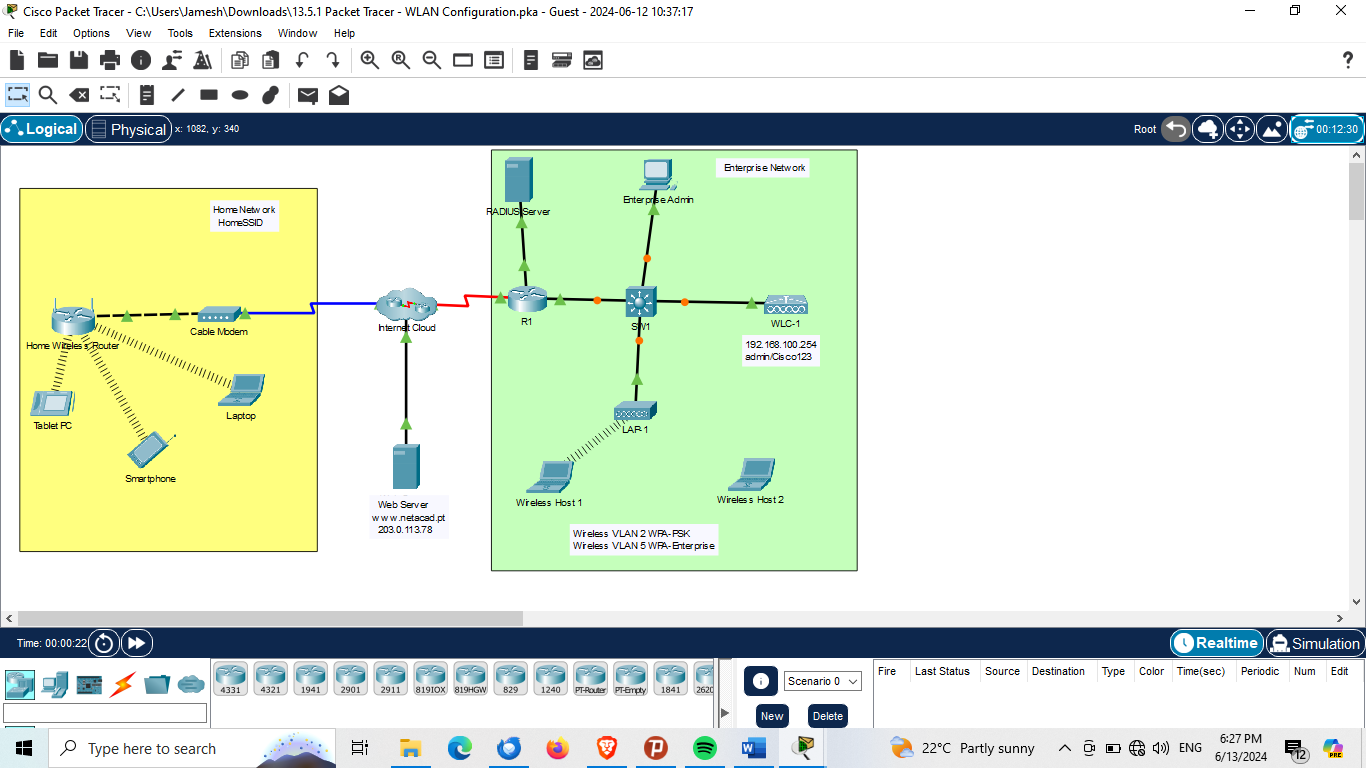 Cisco Packet Tracer - C:\Users\Jamesh\Downloads\13.5.1 Packet Tracer - WLAN Configuration.pka - Guest - 2024-06-12 10:37:17
File Edit Options View Tools Extensions Window Help
Logical Physical x: 1082, y: 340 Root 00:12:30
Enterprise Network
Enterprise Admin
RADIUS Server
Home Network
HomeSSID
Internet Cloud
R1
SW1
WLC-1
Cable Modem
Home Wireless Router
192.168.100.254
admin/Cisco123
Laptop
Tablet PC
LAP-1
Smartphone
Wireless Host 1
Wireless Host 2
Web Server
www.netacad.pt
203.0.113.78
Wireless VLAN 2 WPA-PSK
Wireless VLAN 5 WPA-Enterprise
Time: 00:00:22 Realtime Simulation
4331 4321 1941 2901 2911 819IOX 819HGW 829 1240 PT-Router PT-Empty 1841 2620
Scenario 0
New Delete
Fire Last Status Source Destination Type Color Time(sec) Periodic Num Edit
Type here to search
22°C Partly sunny
ENG
6:27 PM
6/13/2024
12
PRE